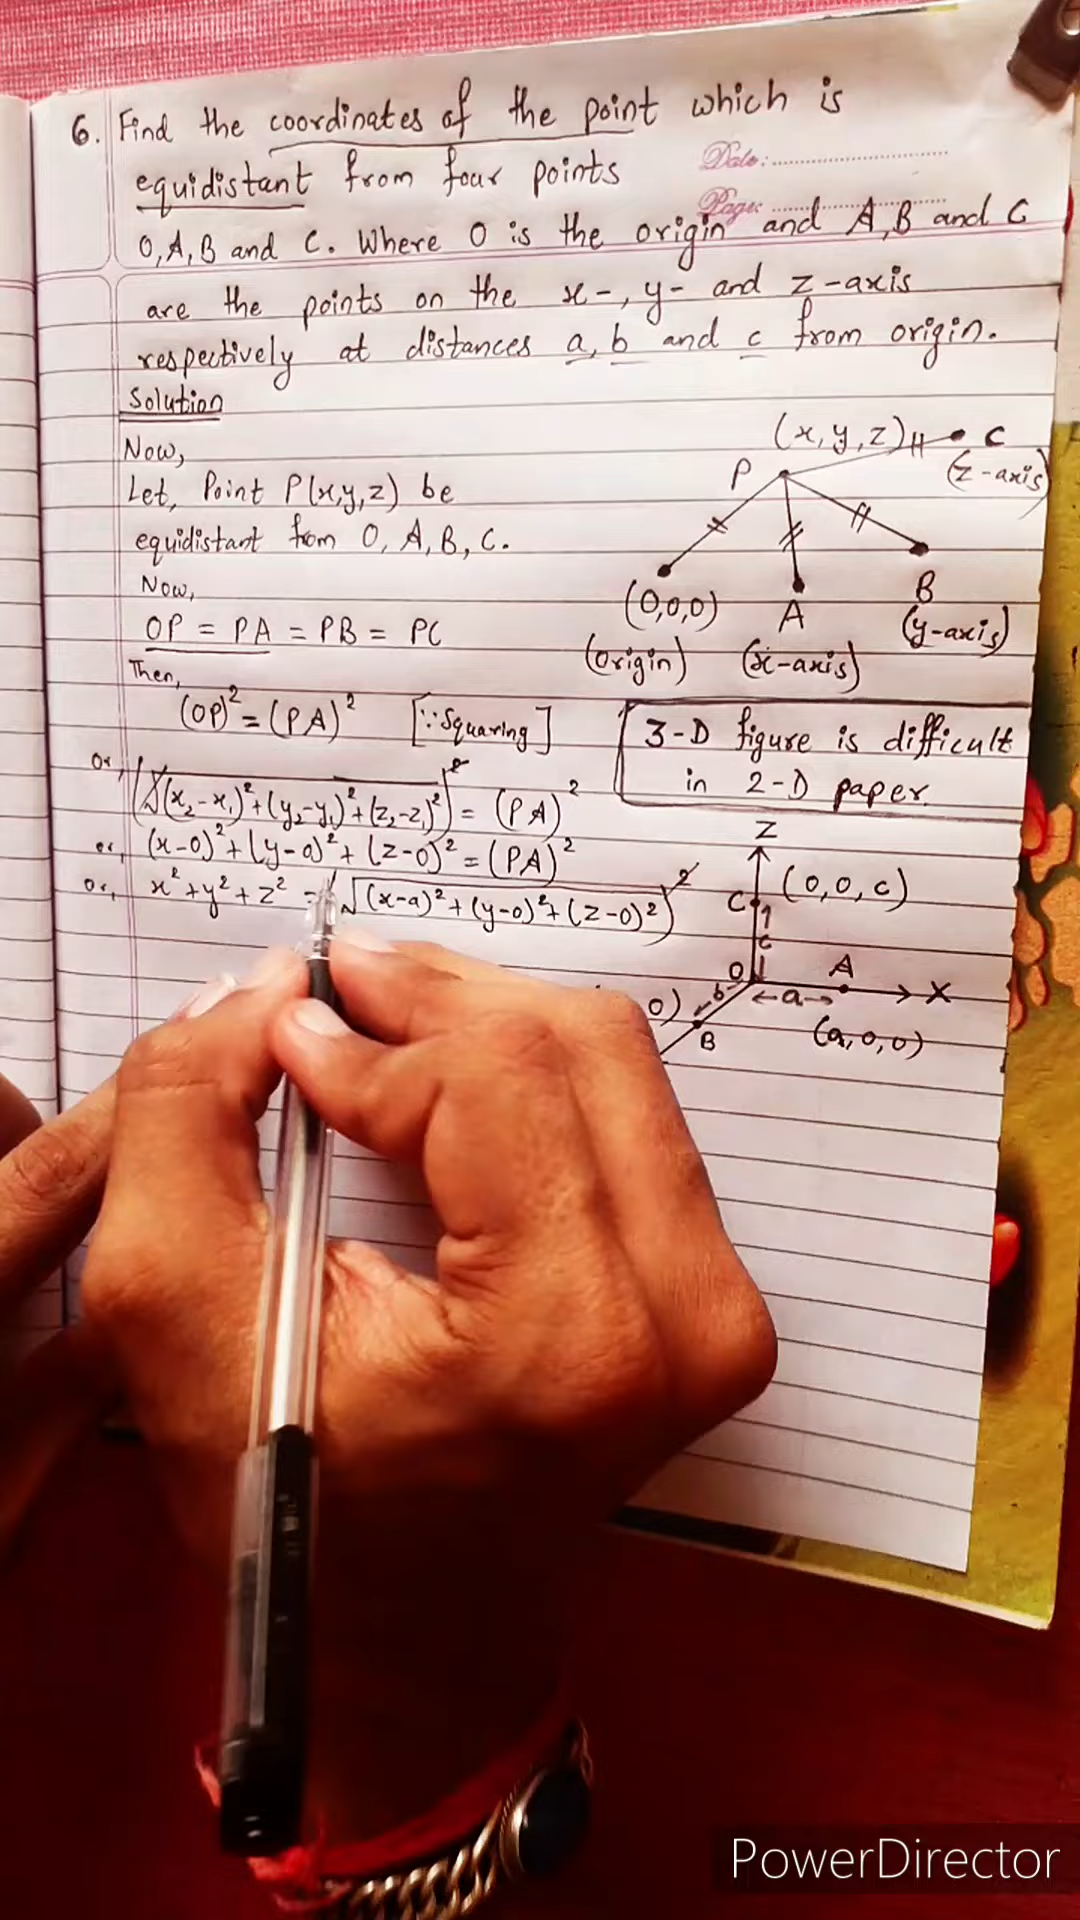 6. Find the coordinates of the point which is
equidistant from four points
Date:
Page:
O, A, B and C. Where O is the origin and A, B and C
are the points on the x-, y- and z-axis
respectively at distances a, b and c from origin.
Solution
Now,
Let, Point P(x,y,z) be
equidistant from O, A, B, C.
Now,
OP = PA = PB = PC
Then,
(OP)² = (PA)² [∵ Squaring]
Or, (√(x₂-x₁)²+(y₂-y₁)²+(z₂-z₁)²)² = (PA)²
or, (x-0)²+(y-0)²+(z-0)² = (PA)²
or, x²+y²+z² = (√(x-a)²+(y-0)²+(z-0)²)²
(x, y, z)
C
(z-axis)
P
(0,0,0)
(origin)
A
(x-axis)
B
(y-axis)
3-D figure is difficult
in 2-D paper.
Z
C
(0, 0, c)
c
O
A
X
b
←a→
0)
B
(a, 0, 0)
PowerDirector